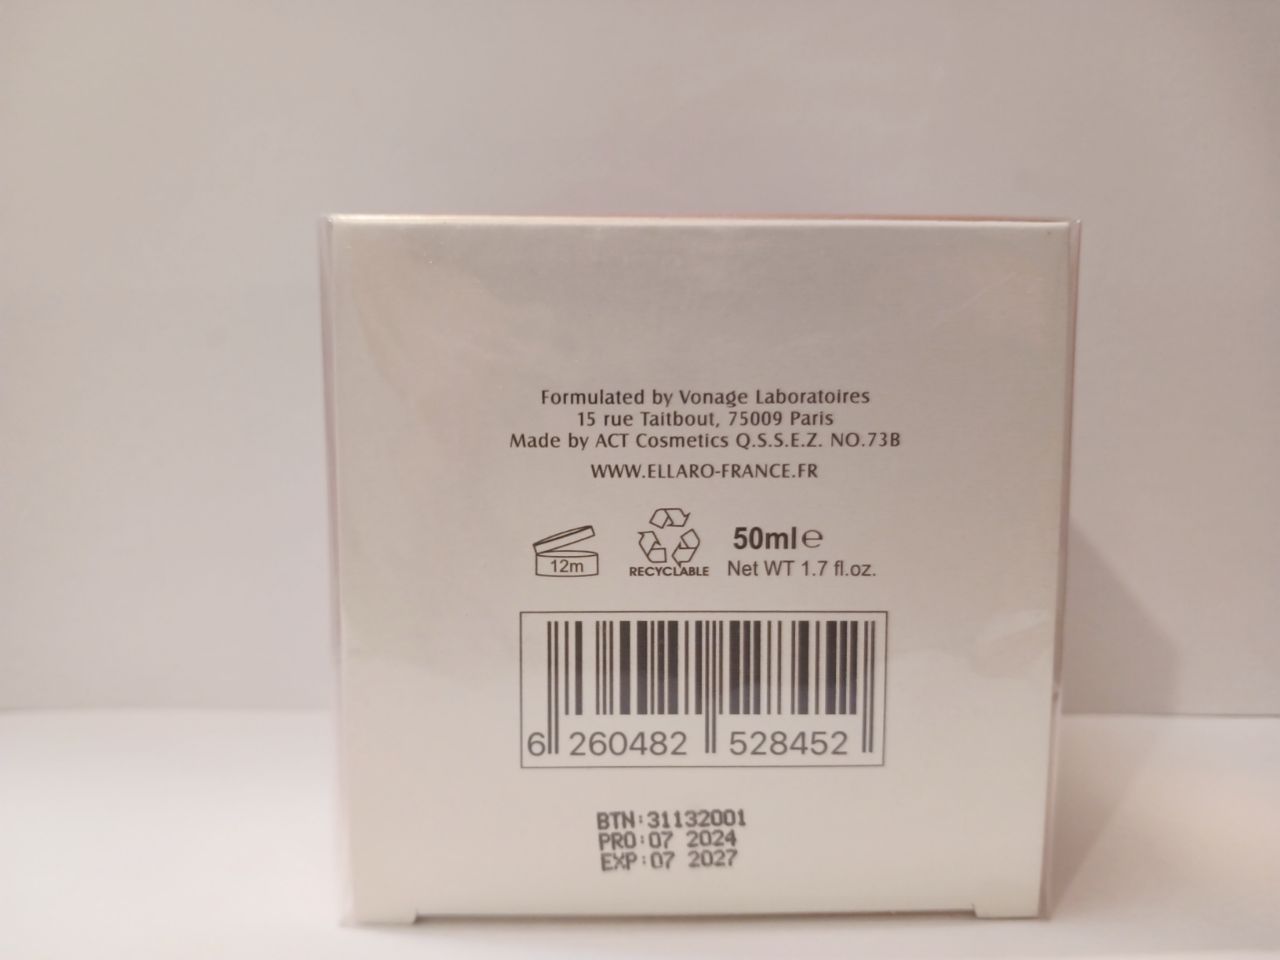 Formulated by Vonage Laboratoires
15 rue Taitbout, 75009 Paris
Made by ACT Cosmetics Q.S.S.E.Z. NO.73B
WWW.ELLARO-FRANCE.FR
12m
RECYCLABLE
50ml℮
Net WT 1.7 fl.oz.
6 260482 528452
BTN:31132001
PRO:07 2024
EXP:07 2027